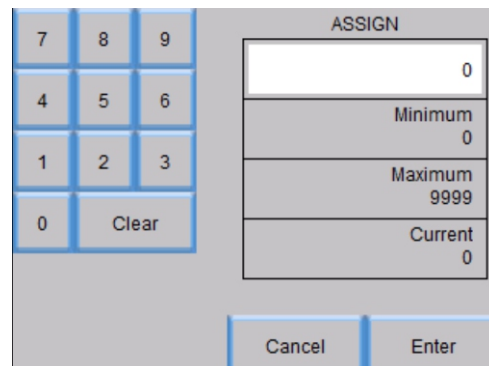 ASSIGN
7 8 9
0
4 5 6
Minimum
0
1 2 3
Maximum
9999
0 Clear
Current
0
Cancel Enter